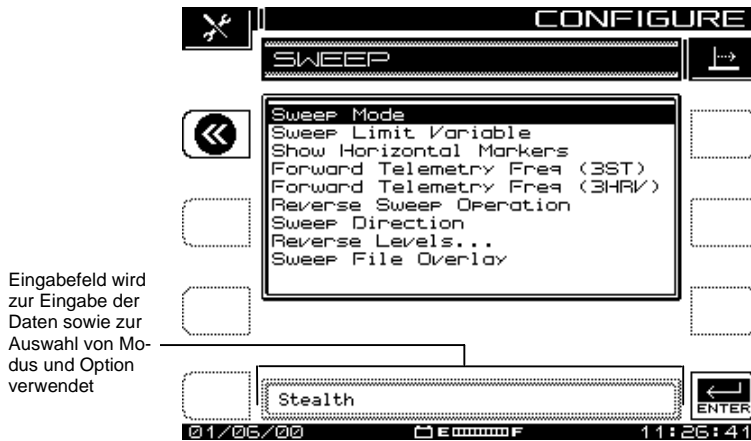 CONFIGURE
SWEEP
Sweep Mode
Sweep Limit Variable
Show Horizontal Markers
Forward Telemetry Freq (3ST)
Forward Telemetry Freq (3HRV)
Reverse Sweep Operation
Sweep Direction
Reverse Levels...
Sweep File Overlay
Eingabefeld wird
zur Eingabe der
Daten sowie zur
Auswahl von Mo-
dus und Option
verwendet
Stealth
ENTER
01/06/00 E F 11:26:41